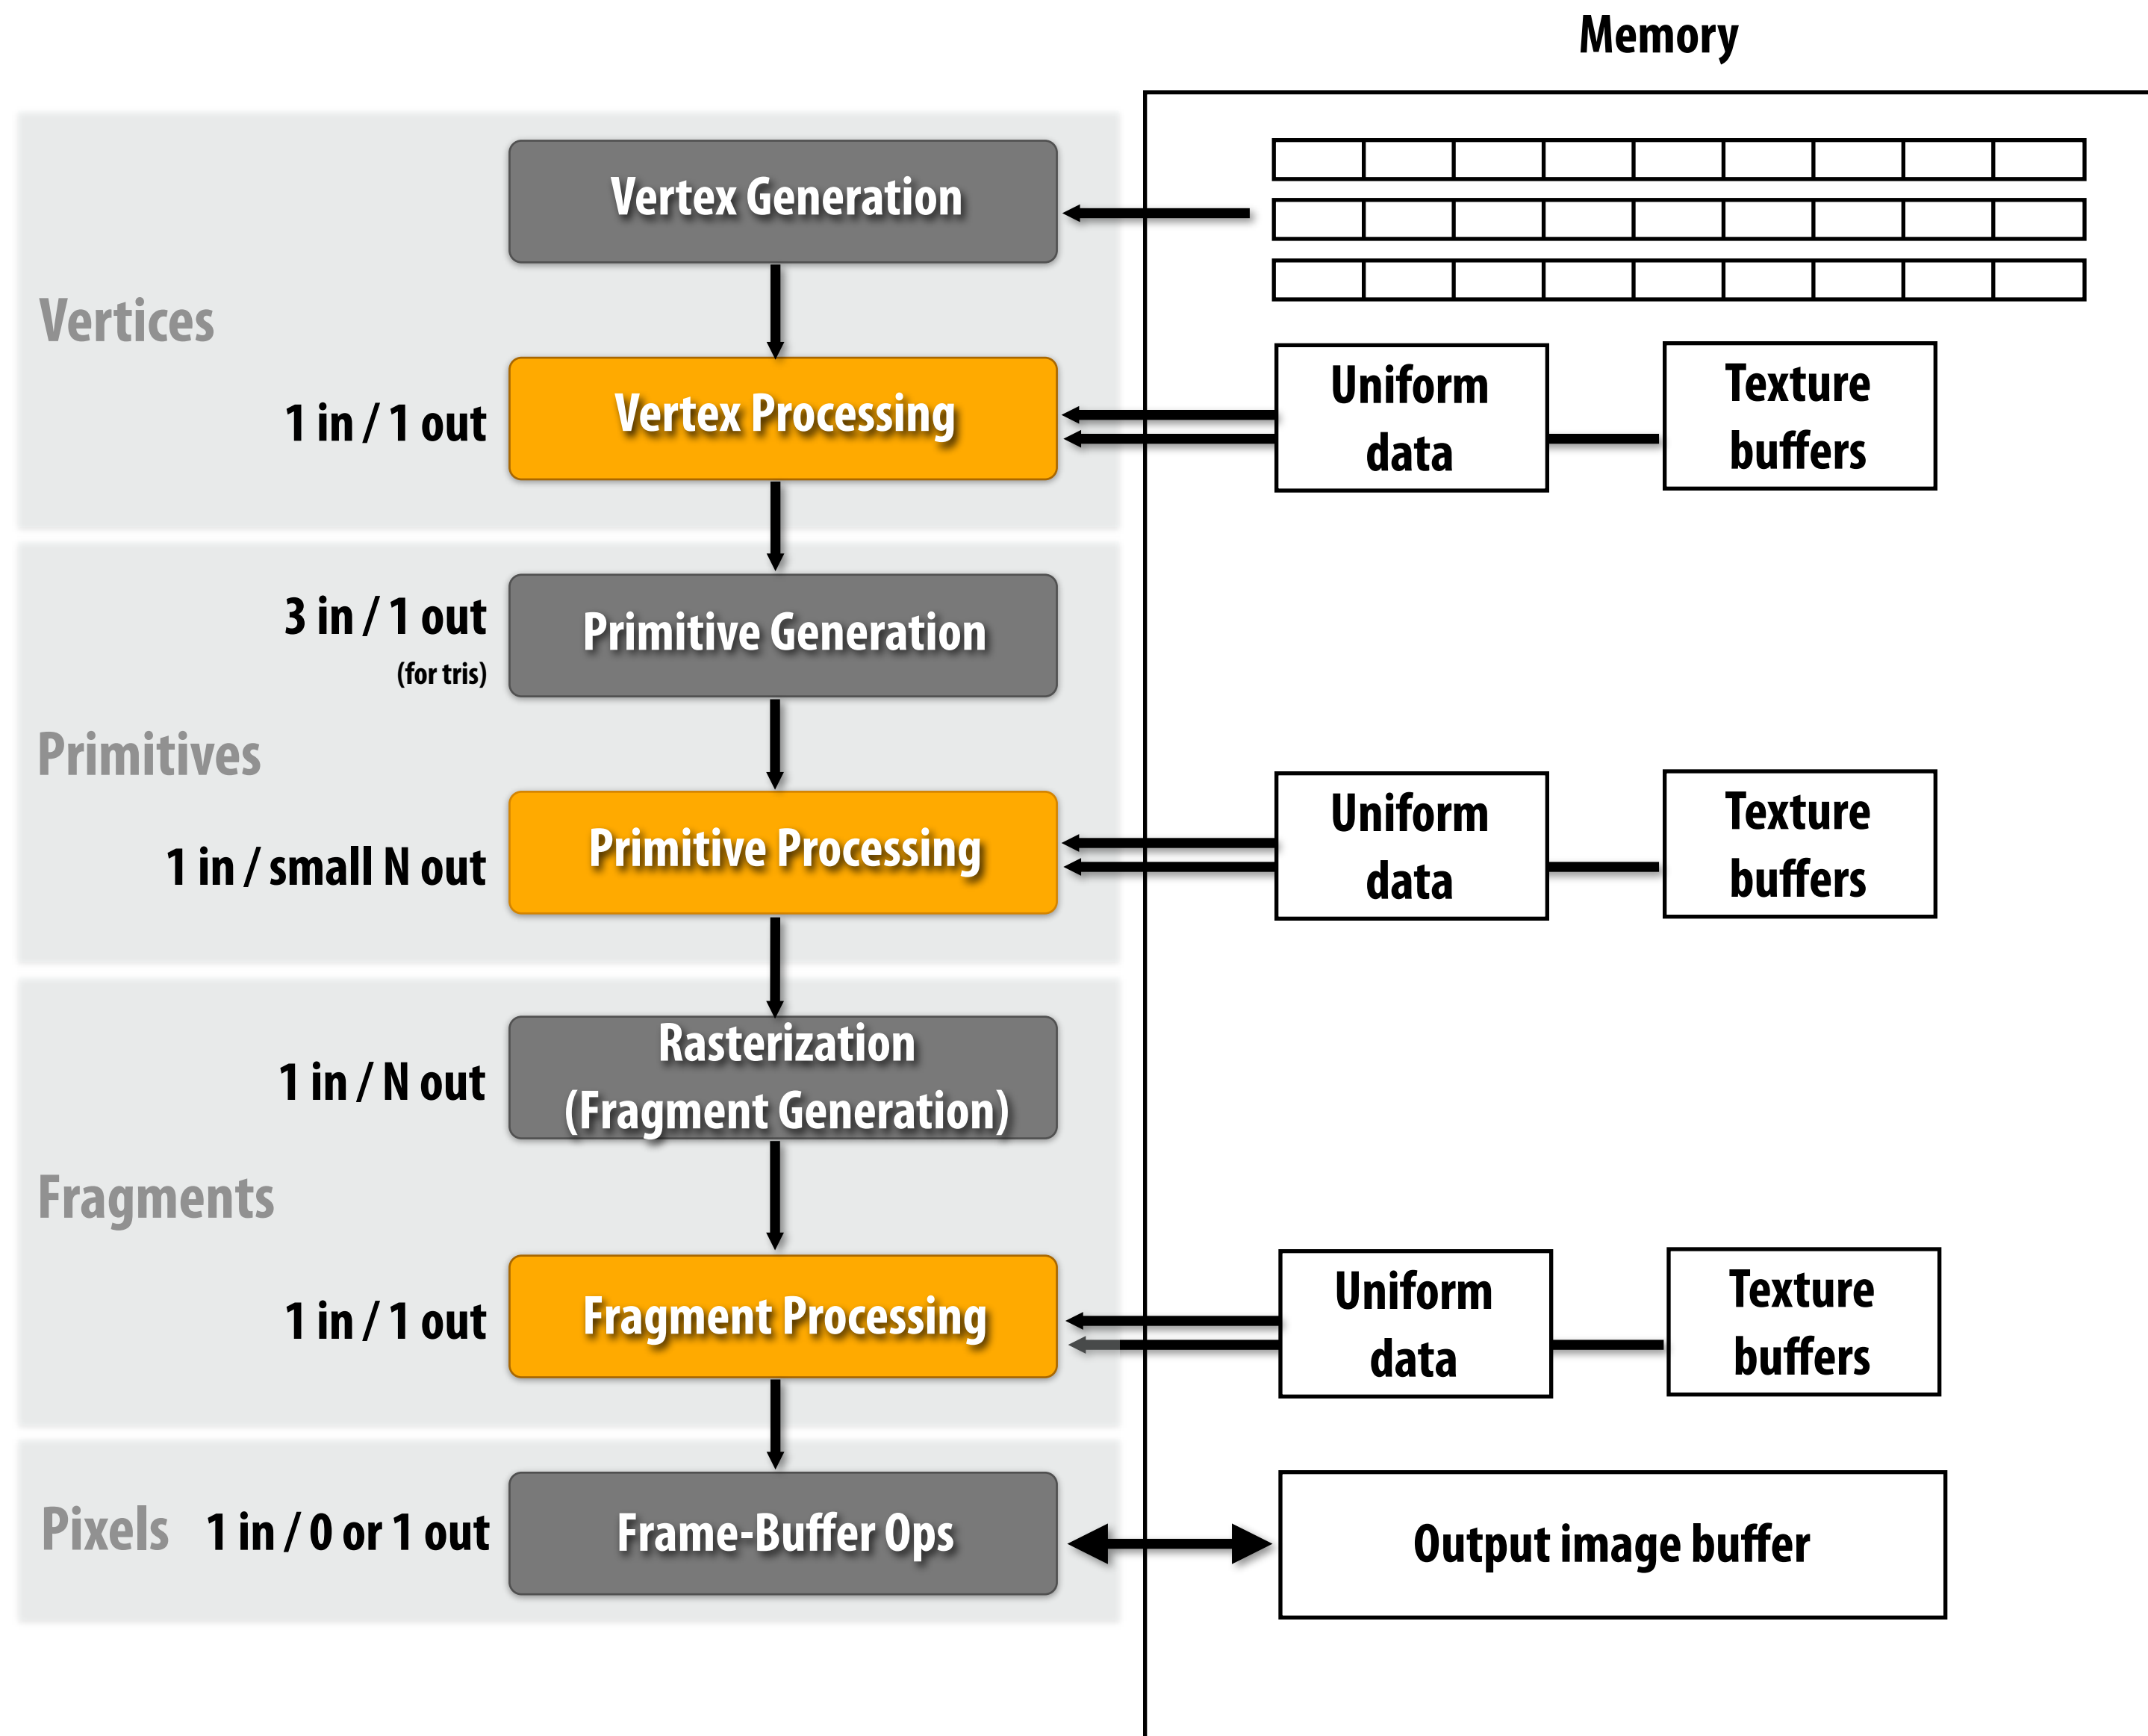 Memory
Vertex Generation
Vertices
1 in / 1 out
Vertex Processing
Uniform
data
Texture
buffers
3 in / 1 out
(for tris)
Primitive Generation
Primitives
1 in / small N out
Primitive Processing
Uniform
data
Texture
buffers
1 in / N out
Rasterization
(Fragment Generation)
Fragments
1 in / 1 out
Fragment Processing
Uniform
data
Texture
buffers
Pixels
1 in / 0 or 1 out
Frame-Buffer Ops
Output image buffer